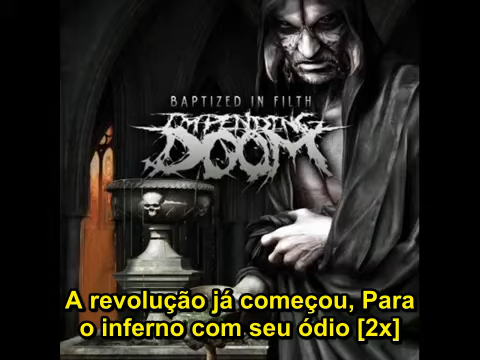 BAPTIZED IN FILTH
IMPENDING
DOOM
A revolução já começou, Para
o inferno com seu ódio [2x]